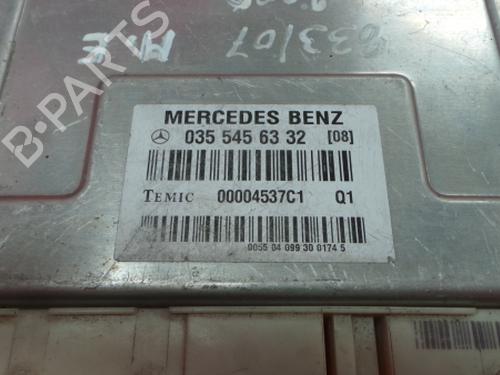 833/07
M.E
B-PARTS
MERCEDES BENZ
035 545 63 32 [08]
TEMIC 00004537C1 Q1
0055 04 099 30 0174 5